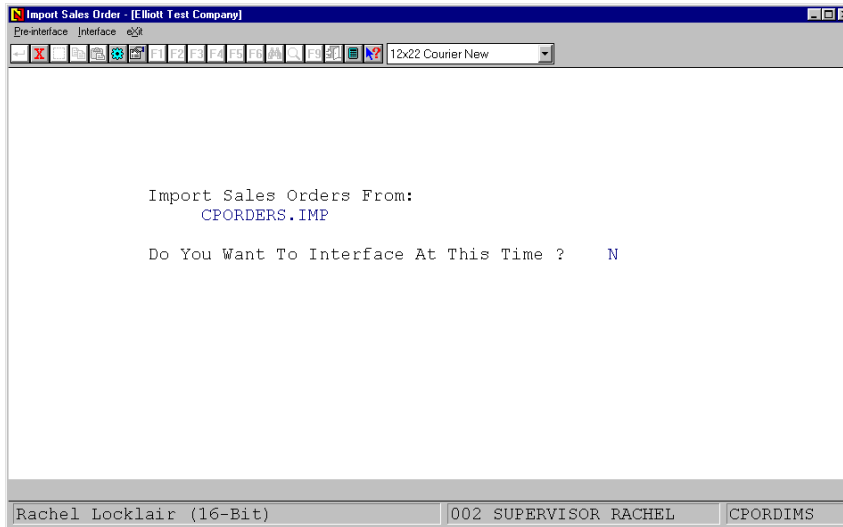 Import Sales Order - [Elliott Test Company]
Pre-interface Interface eXit
X F1 F2 F3 F4 F5 F6 F9 ? 12x22 Courier New
Import Sales Orders From:
CPORDERS.IMP
Do You Want To Interface At This Time ? N
Rachel Locklair (16-Bit) 002 SUPERVISOR RACHEL CPORDIMS